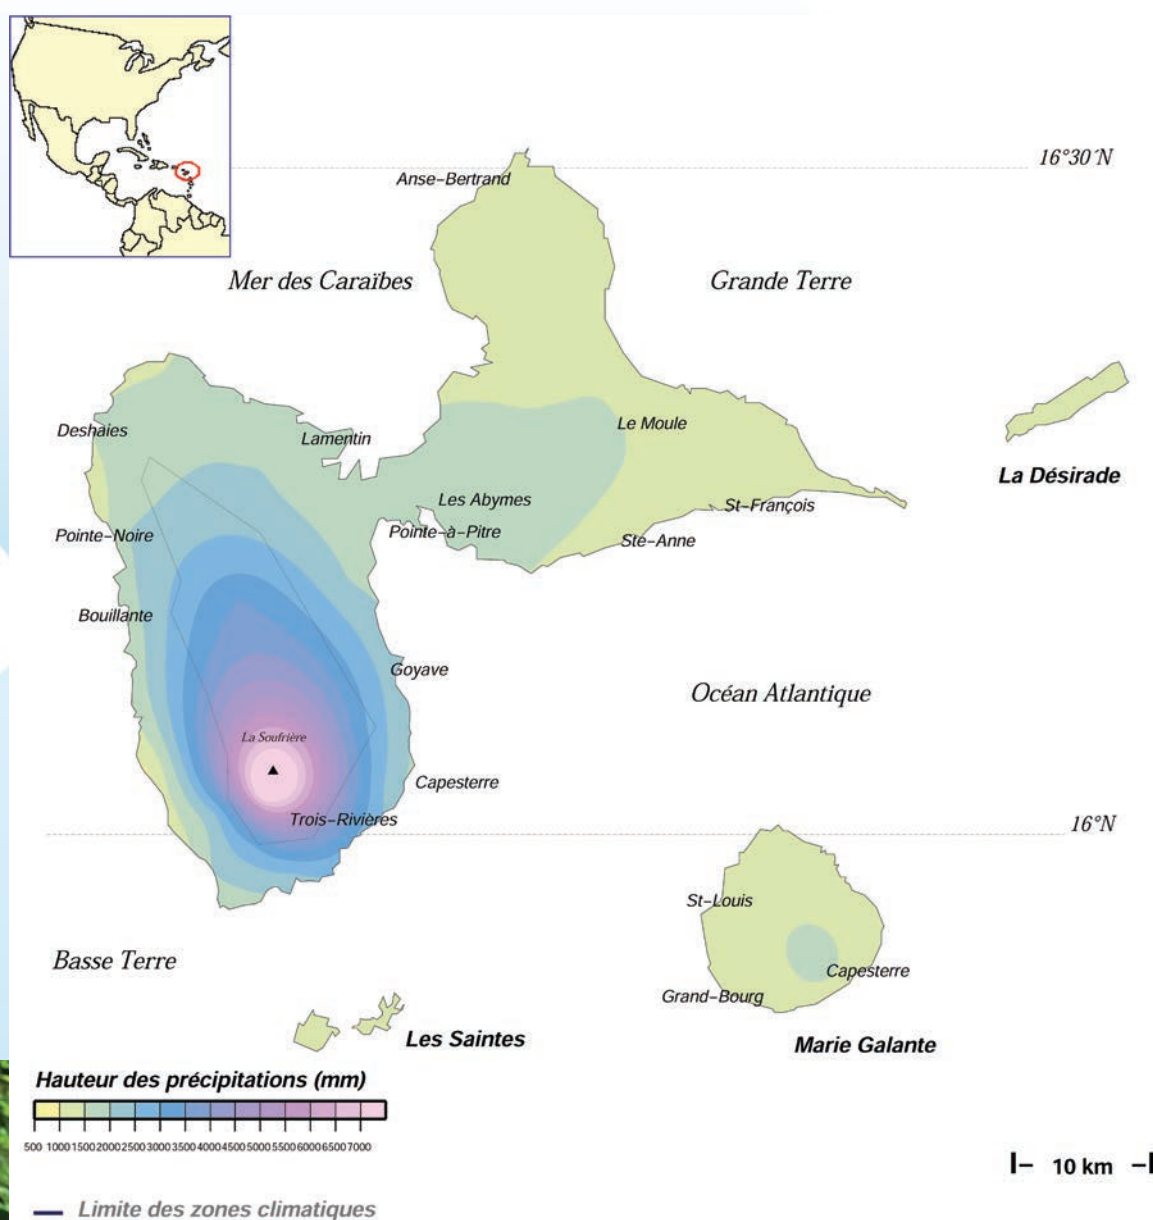 16°30'N
Anse-Bertrand
Mer des Caraïbes
Grande Terre
Deshaies
Lamentin
Le Moule
La Désirade
Les Abymes
St-François
Pointe-Noire
Pointe-à-Pitre
Ste-Anne
Bouillante
Goyave
Océan Atlantique
La Soufrière
Capesterre
Trois-Rivières
16°N
St-Louis
Basse Terre
Capesterre
Grand-Bourg
Les Saintes
Marie Galante
Hauteur des précipitations (mm)
500 1000 1500 2000 2500 3000 3500 4000 4500 5000 5500 6000 6500 7000
10 km
Limite des zones climatiques